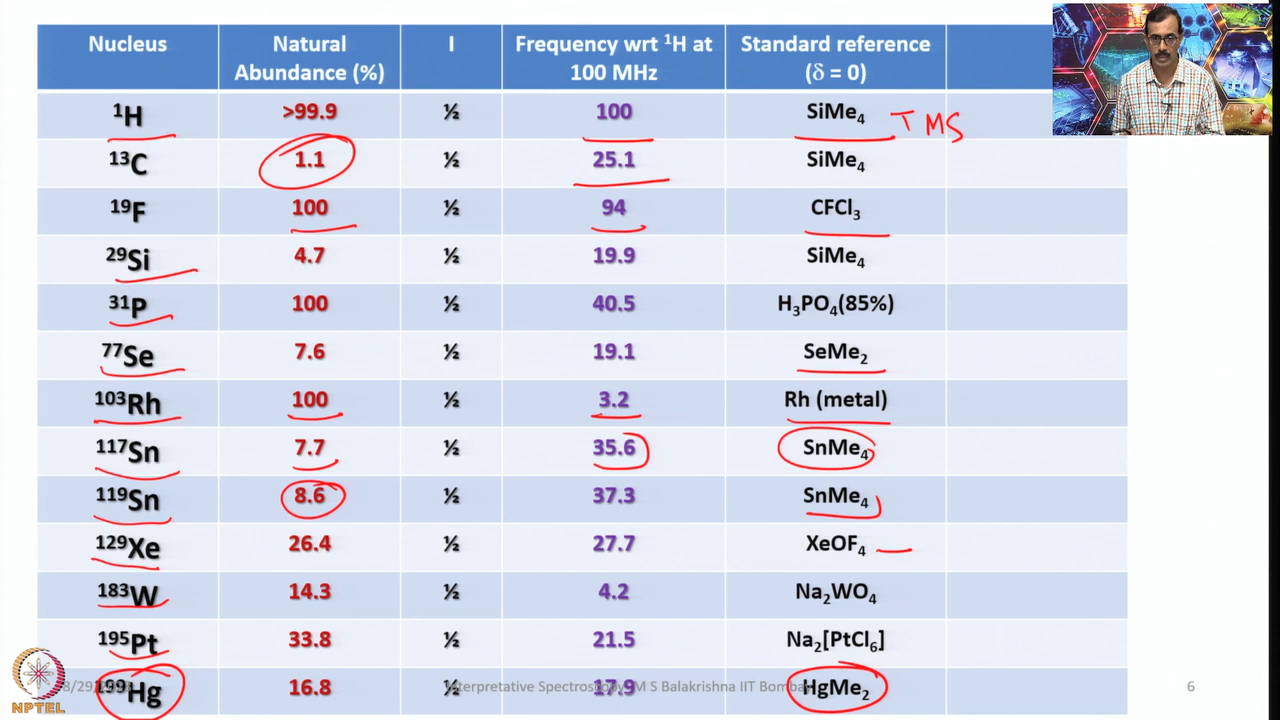 Nucleus Natural Abundance (%) I Frequency wrt ¹H at 100 MHz Standard reference (δ = 0)
¹H >99.9 ½ 100 SiMe₄ TMS
¹³C 1.1 ½ 25.1 SiMe₄
¹⁹F 100 ½ 94 CFCl₃
²⁹Si 4.7 ½ 19.9 SiMe₄
³¹P 100 ½ 40.5 H₃PO₄(85%)
⁷⁷Se 7.6 ½ 19.1 SeMe₂
¹⁰³Rh 100 ½ 3.2 Rh (metal)
¹¹⁷Sn 7.7 ½ 35.6 SnMe₄
¹¹⁹Sn 8.6 ½ 37.3 SnMe₄
¹²⁹Xe 26.4 ½ 27.7 XeOF₄
¹⁸³W 14.3 ½ 4.2 Na₂WO₄
¹⁹⁵Pt 33.8 ½ 21.5 Na₂[PtCl₆]
¹⁹⁹Hg 16.8 ½ 17.9 HgMe₂
Interpretative Spectroscopy M S Balakrishna IIT Bombay 6
NPTEL